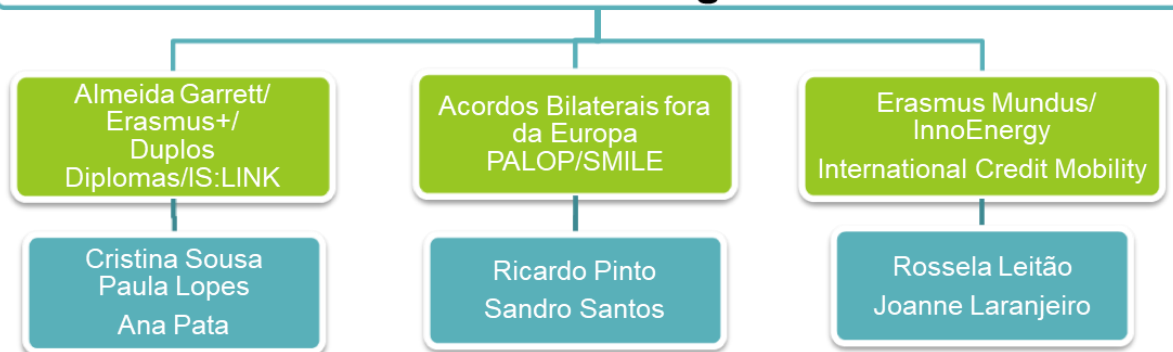 Almeida Garrett/
Erasmus+/
Duplos
Diplomas/IS:LINK
Acordos Bilaterais fora
da Europa
PALOP/SMILE
Erasmus Mundus/
InnoEnergy
International Credit Mobility
Cristina Sousa
Paula Lopes
Ana Pata
Ricardo Pinto
Sandro Santos
Rossela Leitão
Joanne Laranjeiro